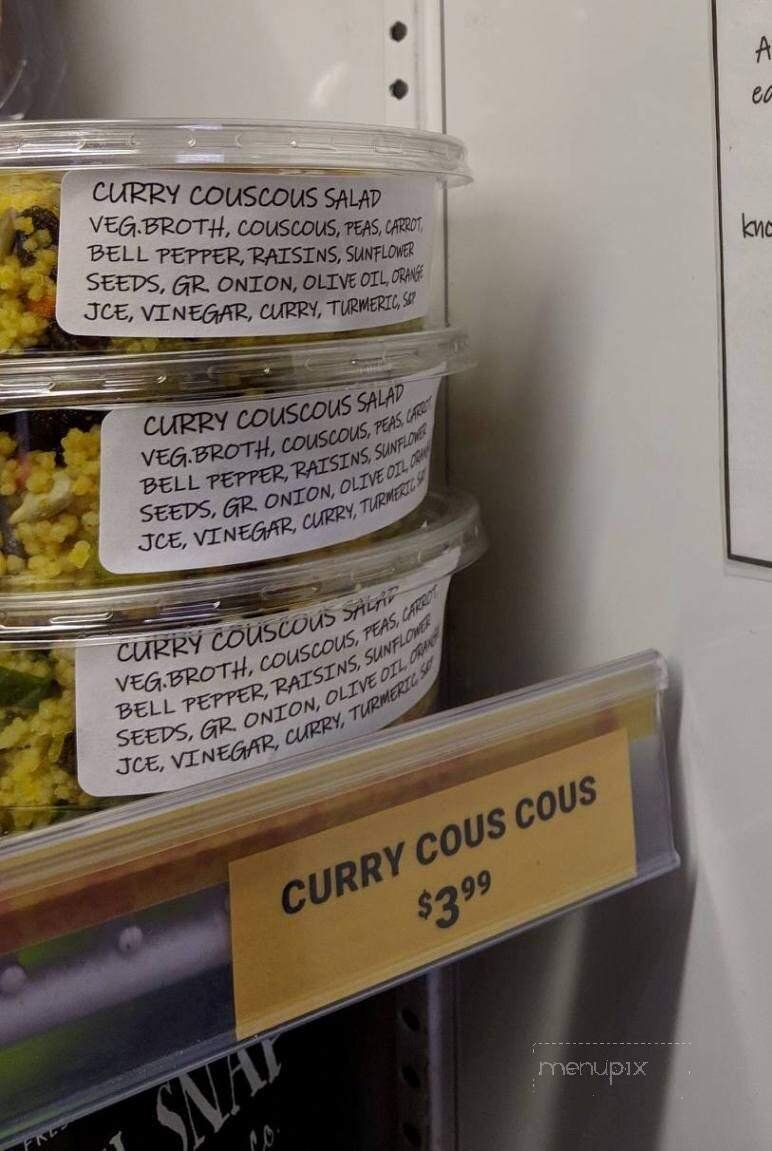 CURRY COUSCOUS SALAD
VEG.BROTH, COUSCOUS, PEAS, CARROT,
BELL PEPPER, RAISINS, SUNFLOWER
SEEDS, GR. ONION, OLIVE OIL, ORANGE
JCE, VINEGAR, CURRY, TURMERIC, S&P
CURRY COUSCOUS SALAD
VEG.BROTH, COUSCOUS, PEAS, CARROT
BELL PEPPER, RAISINS, SUNFLOWER
SEEDS, GR. ONION, OLIVE OIL,
JCE, VINEGAR, CURRY, TURMERIC,
CURRY COUSCOUS SALAD
VEG.BROTH, COUSCOUS, PEAS, CARROT,
BELL PEPPER, RAISINS, SUNFLOWER
SEEDS, GR. ONION, OLIVE OIL,
JCE, VINEGAR, CURRY, TURMERIC, S&P
CURRY COUS COUS
$3.99
SNAP
Co.
menupix